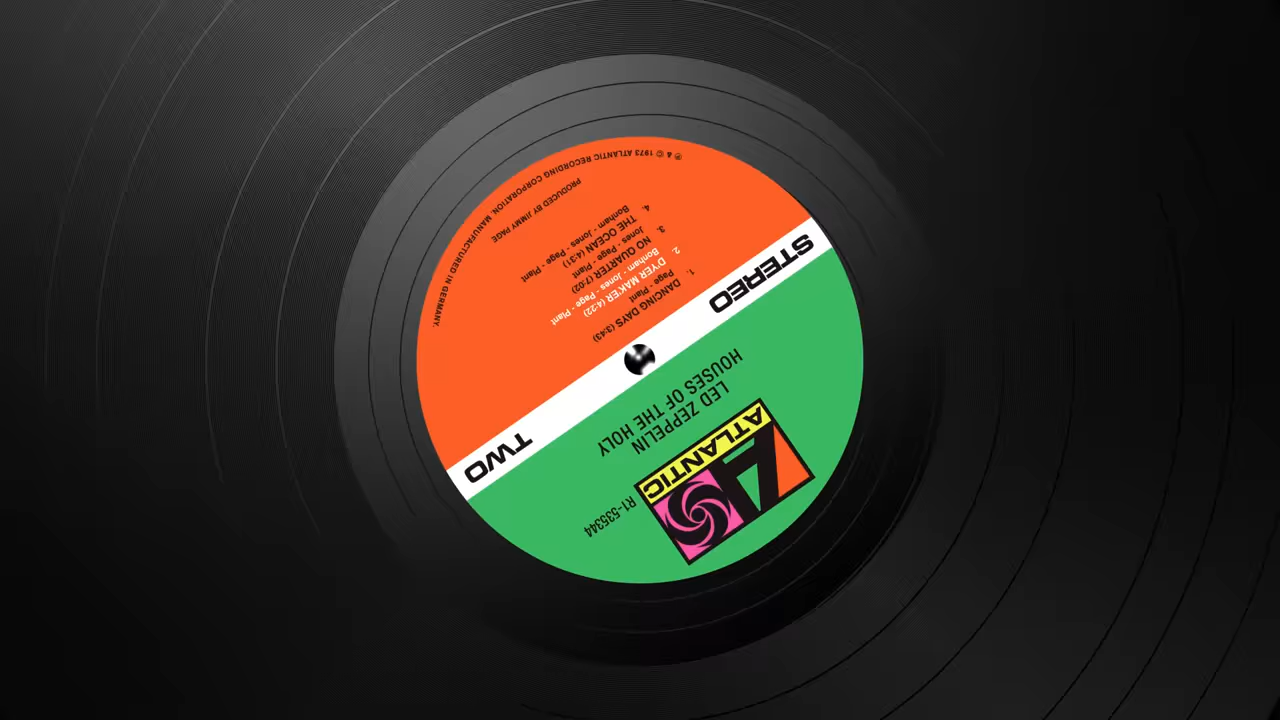 ATLANTIC
R1-535344
LED ZEPPELIN
HOUSES OF THE HOLY
STEREO
TWO
1. DANCING DAYS (3:43)
Page - Plant
2. D'YER MAK'ER (4:22)
Bonham - Jones - Page - Plant
3. NO QUARTER (7:02)
Jones - Page - Plant
4. THE OCEAN (4:31)
Bonham - Jones - Page - Plant
PRODUCED BY JIMMY PAGE
℗ & © 1973 ATLANTIC RECORDING CORPORATION. MANUFACTURED IN GERMANY.